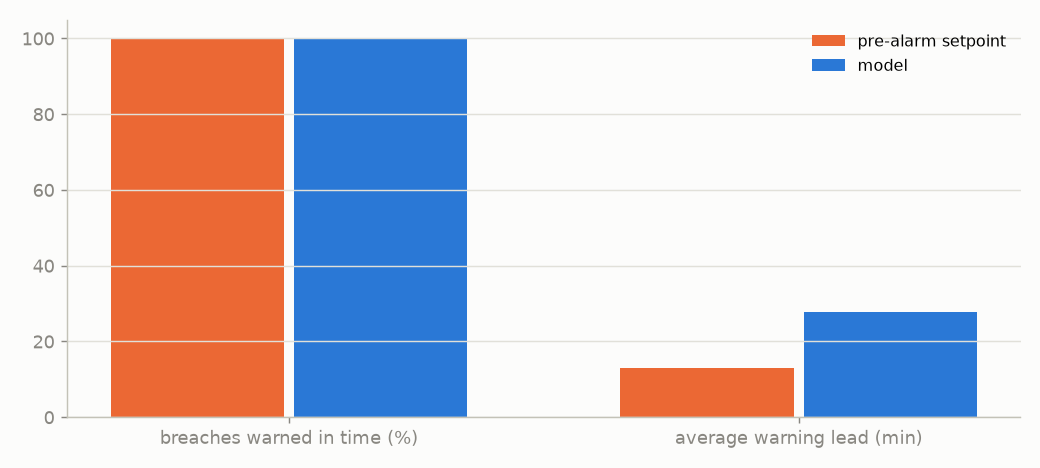 100
80
60
40
20
0
pre-alarm setpoint
model
breaches warned in time (%)
average warning lead (min)